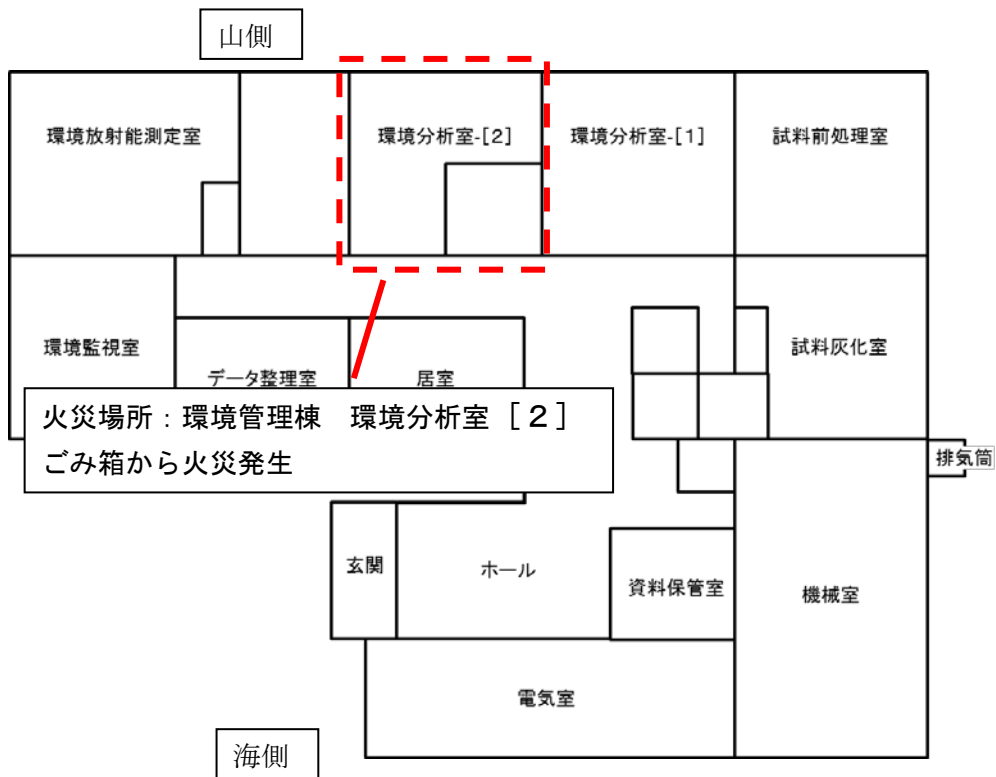 山側
環境放射能測定室
環境分析室-[2]
環境分析室-[1]
試料前処理室
環境監視室
データ整理室
居室
試料灰化室
火災場所：環境管理棟　環境分析室［２］
ごみ箱から火災発生
排気筒
玄関
ホール
資料保管室
機械室
電気室
海側